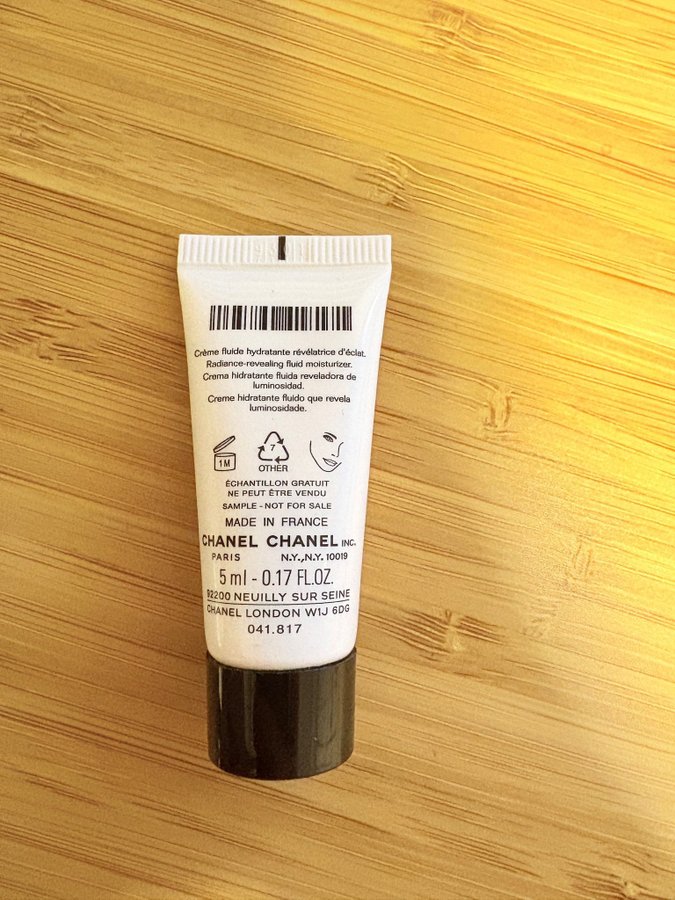 Crème fluide hydratante révélatrice d'éclat.
Radiance-revealing fluid moisturizer.
Crema hidratante fluida reveladora de
luminosidad.
Creme hidratante fluido que revela
luminosidade.
1M
7
OTHER
ÉCHANTILLON GRATUIT
NE PEUT ÊTRE VENDU
SAMPLE - NOT FOR SALE
MADE IN FRANCE
CHANEL CHANEL INC.
PARIS N.Y.,N.Y. 10019
5 ml - 0.17 FL.OZ.
92200 NEUILLY SUR SEINE
CHANEL LONDON W1J 6DG
041.817